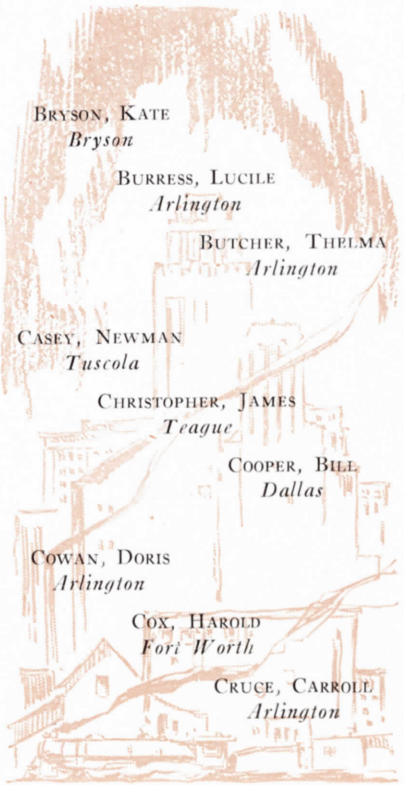 BRYSON, KATE
Bryson
BURRESS, LUCILE
Arlington
BUTCHER, THELMA
Arlington
CASEY, NEWMAN
Tuscola
CHRISTOPHER, JAMES
Teague
COOPER, BILL
Dallas
COWAN, DORIS
Arlington
COX, HAROLD
Fort Worth
CRUCE, CARROLL
Arlington